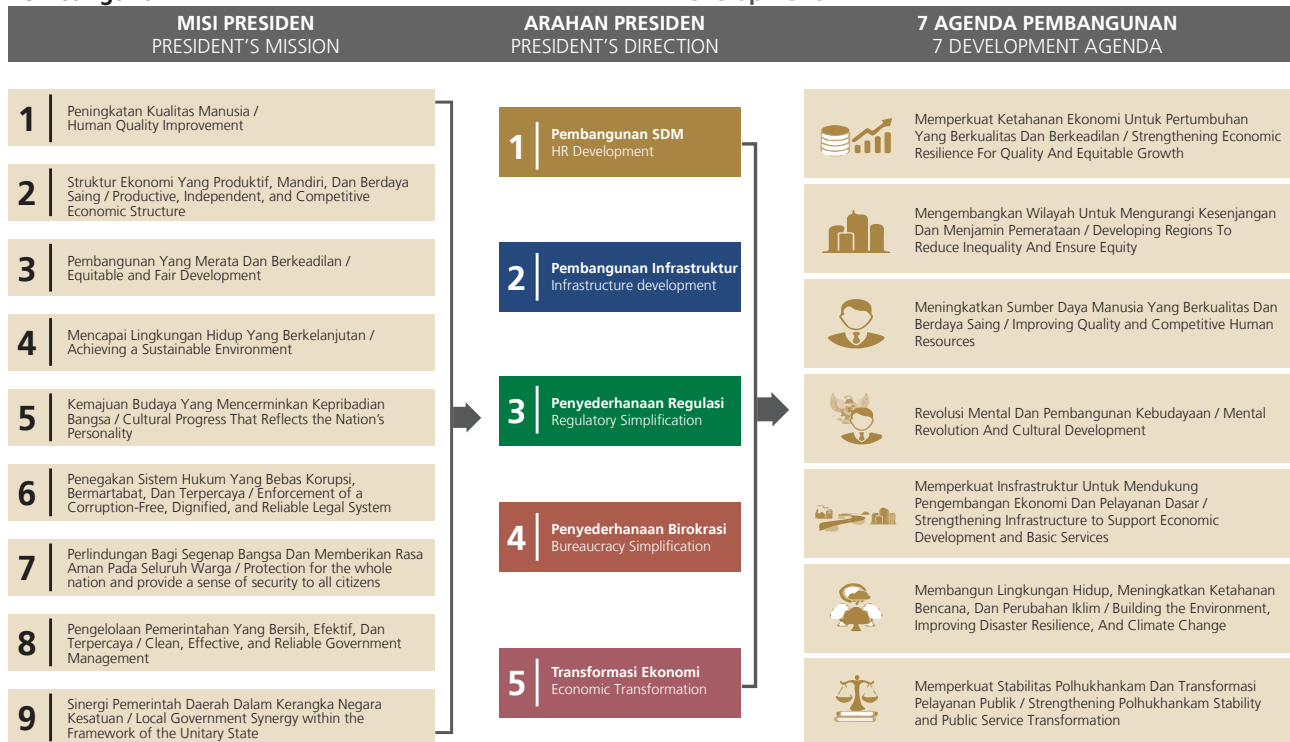 MISI PRESIDEN
PRESIDENT'S MISSION
ARAHAN PRESIDEN
PRESIDENT'S DIRECTION
7 AGENDA PEMBANGUNAN
7 DEVELOPMENT AGENDA
1
Peningkatan Kualitas Manusia /
Human Quality Improvement
2
Struktur Ekonomi Yang Produktif, Mandiri, Dan Berdaya
Saing / Productive, Independent, and Competitive
Economic Structure
3
Pembangunan Yang Merata Dan Berkeadilan /
Equitable and Fair Development
4
Mencapai Lingkungan Hidup Yang Berkelanjutan /
Achieving a Sustainable Environment
5
Kemajuan Budaya Yang Mencerminkan Kepribadian
Bangsa / Cultural Progress That Reflects the Nation's
Personality
6
Penegakan Sistem Hukum Yang Bebas Korupsi,
Bermartabat, Dan Terpercaya / Enforcement of a
Corruption-Free, Dignified, and Reliable Legal System
7
Perlindungan Bagi Segenap Bangsa Dan Memberikan Rasa
Aman Pada Seluruh Warga / Protection for the whole
nation and provide a sense of security to all citizens
8
Pengelolaan Pemerintahan Yang Bersih, Efektif, Dan
Terpercaya / Clean, Effective, and Reliable Government
Management
9
Sinergi Pemerintah Daerah Dalam Kerangka Negara
Kesatuan / Local Government Synergy within the
Framework of the Unitary State
1
Pembangunan SDM
HR Development
2
Pembangunan Infrastruktur
Infrastructure development
3
Penyederhanaan Regulasi
Regulatory Simplification
4
Penyederhanaan Birokrasi
Bureaucracy Simplification
5
Transformasi Ekonomi
Economic Transformation
Memperkuat Ketahanan Ekonomi Untuk Pertumbuhan
Yang Berkualitas Dan Berkeadilan / Strengthening Economic
Resilience For Quality And Equitable Growth
Mengembangkan Wilayah Untuk Mengurangi Kesenjangan
Dan Menjamin Pemerataan / Developing Regions To
Reduce Inequality And Ensure Equity
Meningkatkan Sumber Daya Manusia Yang Berkualitas Dan
Berdaya Saing / Improving Quality and Competitive Human
Resources
Revolusi Mental Dan Pembangunan Kebudayaan / Mental
Revolution And Cultural Development
Memperkuat Insfrastruktur Untuk Mendukung
Pengembangan Ekonomi Dan Pelayanan Dasar /
Strengthening Infrastructure to Support Economic
Development and Basic Services
Membangun Lingkungan Hidup, Meningkatkan Ketahanan
Bencana, Dan Perubahan Iklim / Building the Environment,
Improving Disaster Resilience, And Climate Change
Memperkuat Stabilitas Polhukhankam Dan Transformasi
Pelayanan Publik / Strengthening Polhukhankam Stability
and Public Service Transformation